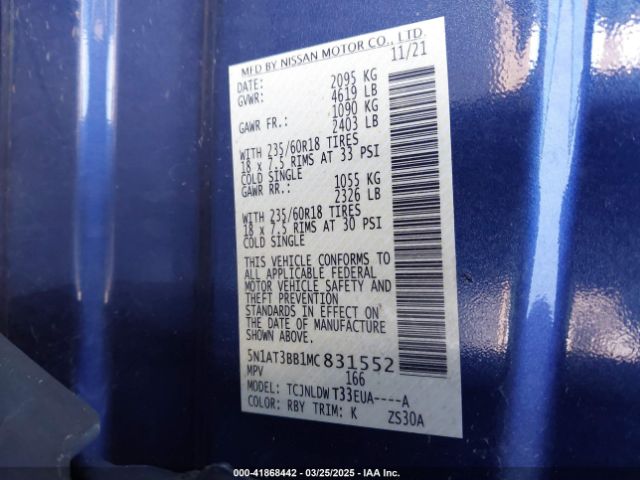 MFD BY NISSAN MOTOR CO., LTD.
DATE: 11/21
GVWR: 2095 KG
4619 LB
GAWR FR.: 1090 KG
2403 LB
WITH 235/60R18 TIRES
18 x 7.5 RIMS AT 33 PSI
COLD SINGLE
GAWR RR.: 1055 KG
2326 LB
WITH 235/60R18 TIRES
18 x 7.5 RIMS AT 30 PSI
COLD SINGLE
THIS VEHICLE CONFORMS TO
ALL APPLICABLE FEDERAL
MOTOR VEHICLE SAFETY AND
THEFT PREVENTION
STANDARDS IN EFFECT ON
THE DATE OF MANUFACTURE
SHOWN ABOVE.
5N1AT3BB1MC831552
MPV 166
MODEL: TCJNLDW T33EUA----A
COLOR: RBY TRIM: K ZS30A
000-41868442 - 03/25/2025 - IAA Inc.